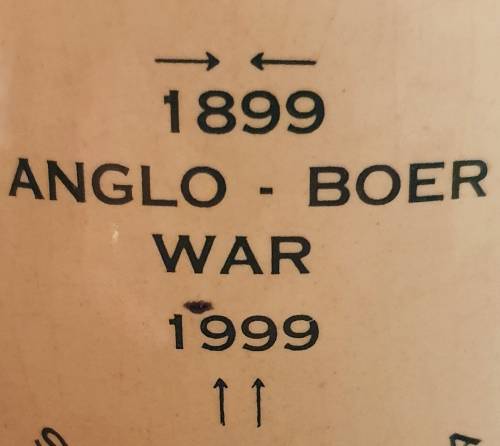 → ←
1899
ANGLO - BOER
WAR
1999
↑ ↑